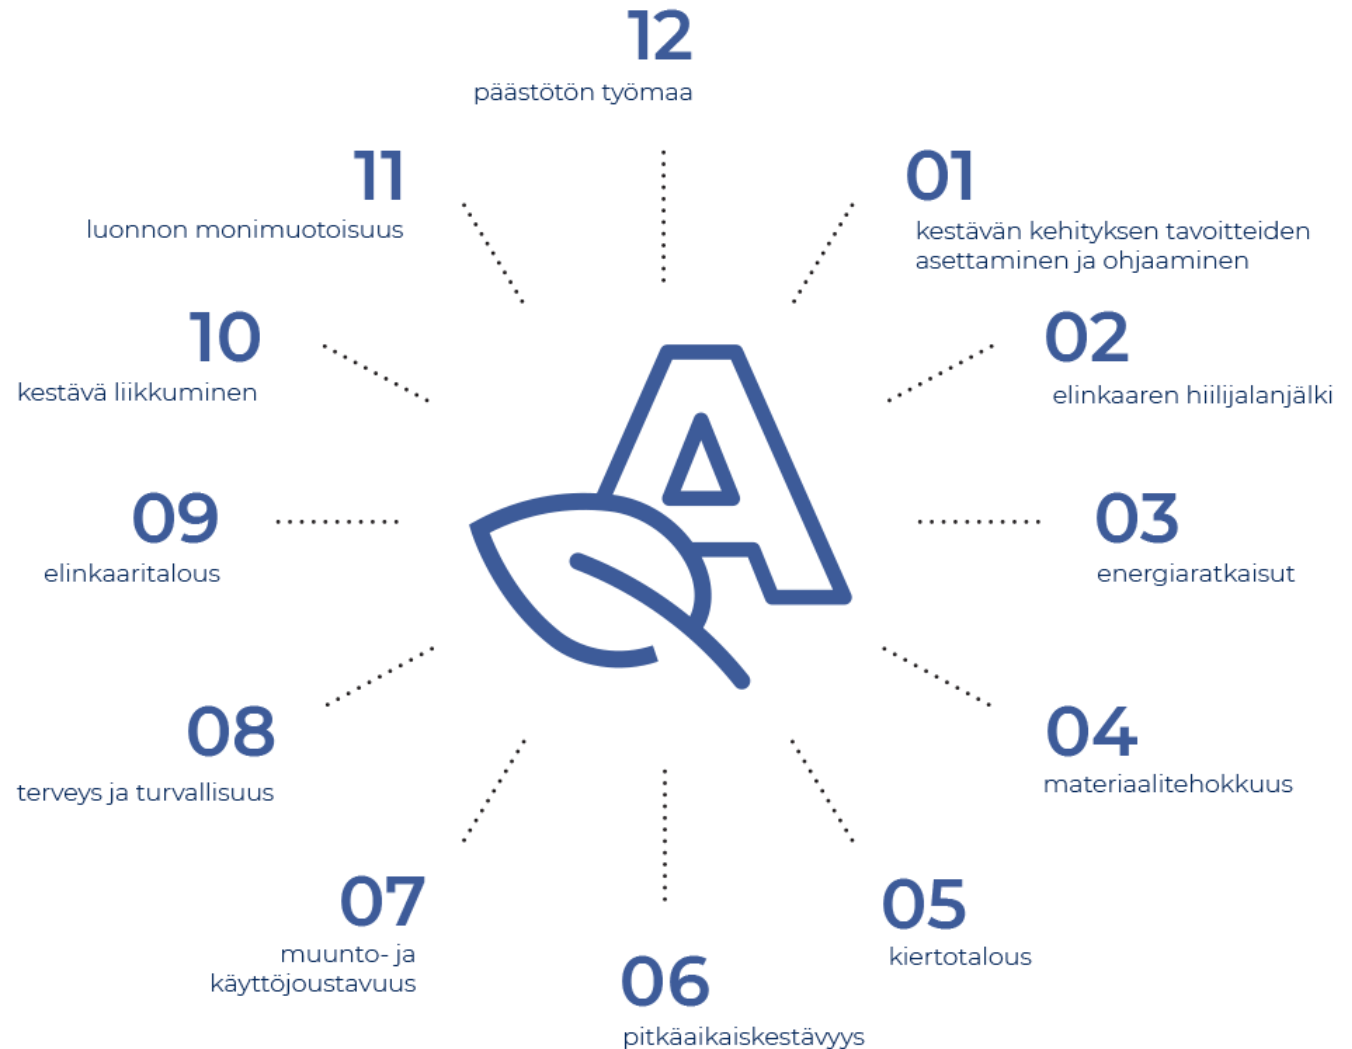 12
päästötön työmaa
01
kestävän kehityksen tavoitteiden
asettaminen ja ohjaaminen
02
elinkaaren hiilijalanjälki
03
energiaratkaisut
04
materiaalitehokkuus
05
kiertotalous
06
pitkäaikaiskestävyys
07
muunto- ja
käyttöjoustavuus
08
terveys ja turvallisuus
09
elinkaaritalous
10
kestävä liikkuminen
11
luonnon monimuotoisuus
A